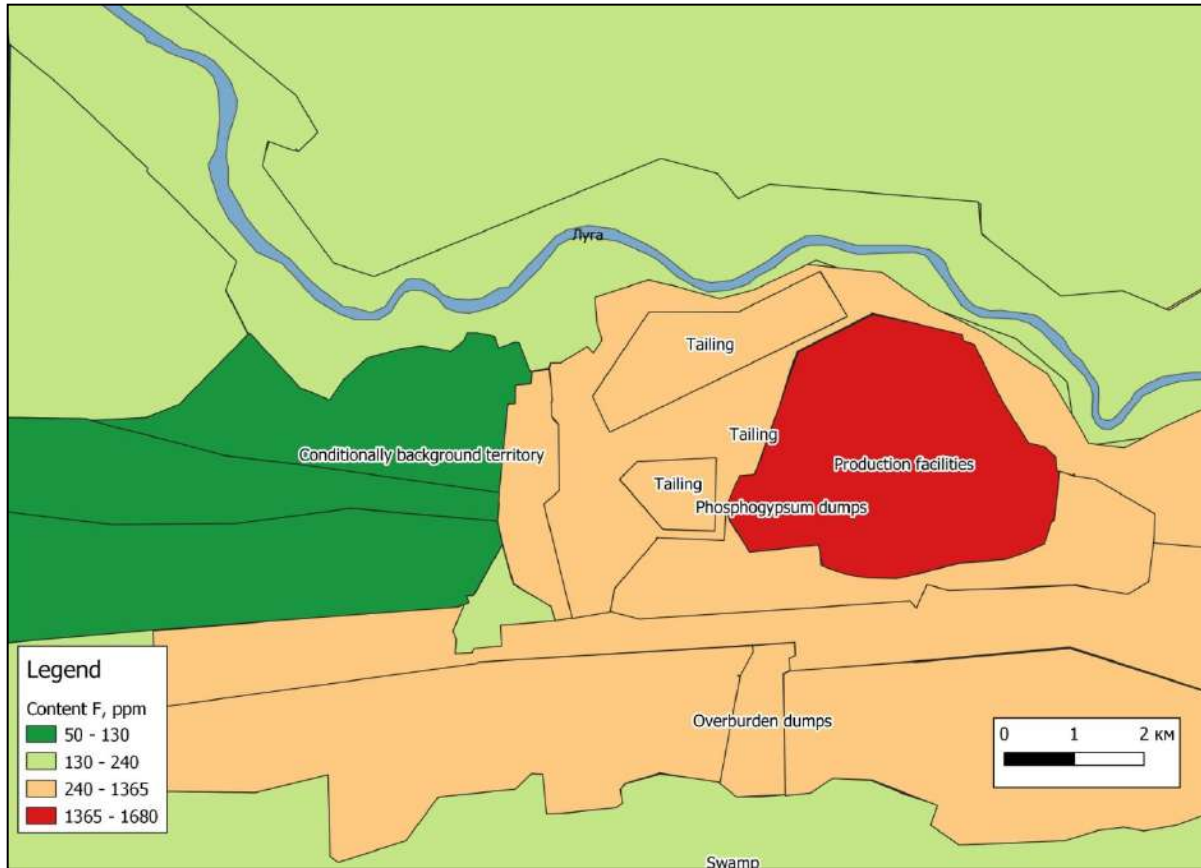 Луга
Tailing
Tailing
Conditionally background territory
Production facilities
Tailing
Phosphogypsum dumps
Overburden dumps
Swamp
Legend
Content F, ppm
50 - 130
130 - 240
240 - 1365
1365 - 1680
0 1 2 км